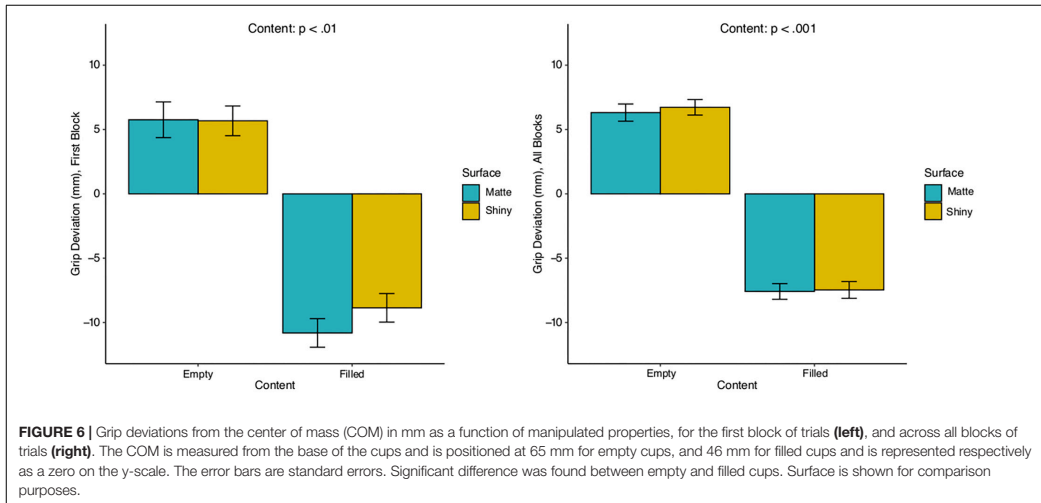 Content: p < .01
10
5
0
−5
−10
Grip Deviation (mm), First Block
Empty
Filled
Content
Surface
Matte
Shiny
Content: p < .001
10
5
0
−5
−10
Grip Deviation (mm), All Blocks
Empty
Filled
Content
Surface
Matte
Shiny
FIGURE 6 | Grip deviations from the center of mass (COM) in mm as a function of manipulated properties, for the first block of trials (left), and across all blocks of
trials (right). The COM is measured from the base of the cups and is positioned at 65 mm for empty cups, and 46 mm for filled cups and is represented respectively
as a zero on the y-scale. The error bars are standard errors. Significant difference was found between empty and filled cups. Surface is shown for comparison
purposes.